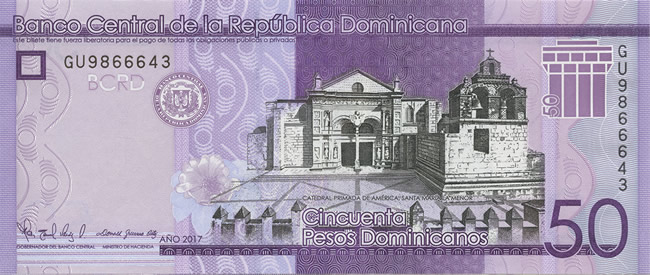 Banco Central de la República Dominicana
Este billete tiene fuerza liberatoria para el pago de todas las obligaciones públicas o privadas
GU9866643
BCRD
50
GU9866643
CATEDRAL PRIMADA DE AMÉRICA, SANTA MARÍA LA MENOR
Cincuenta
Pesos Dominicanos
50
GOBERNADOR DEL BANCO CENTRAL
MINISTRO DE HACIENDA
AÑO 2017